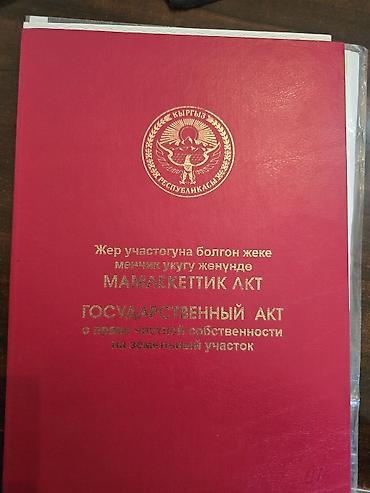 КЫРГЫЗ
РЕСПУБЛИКАСЫ
Жер участогуна болгон жеке
менчик укугу жөнүндө
МАМЛЕКЕТТИК АКТ
ГОСУДАРСТВЕННЫЙ АКТ
о праве частной собственности
на земельный участок